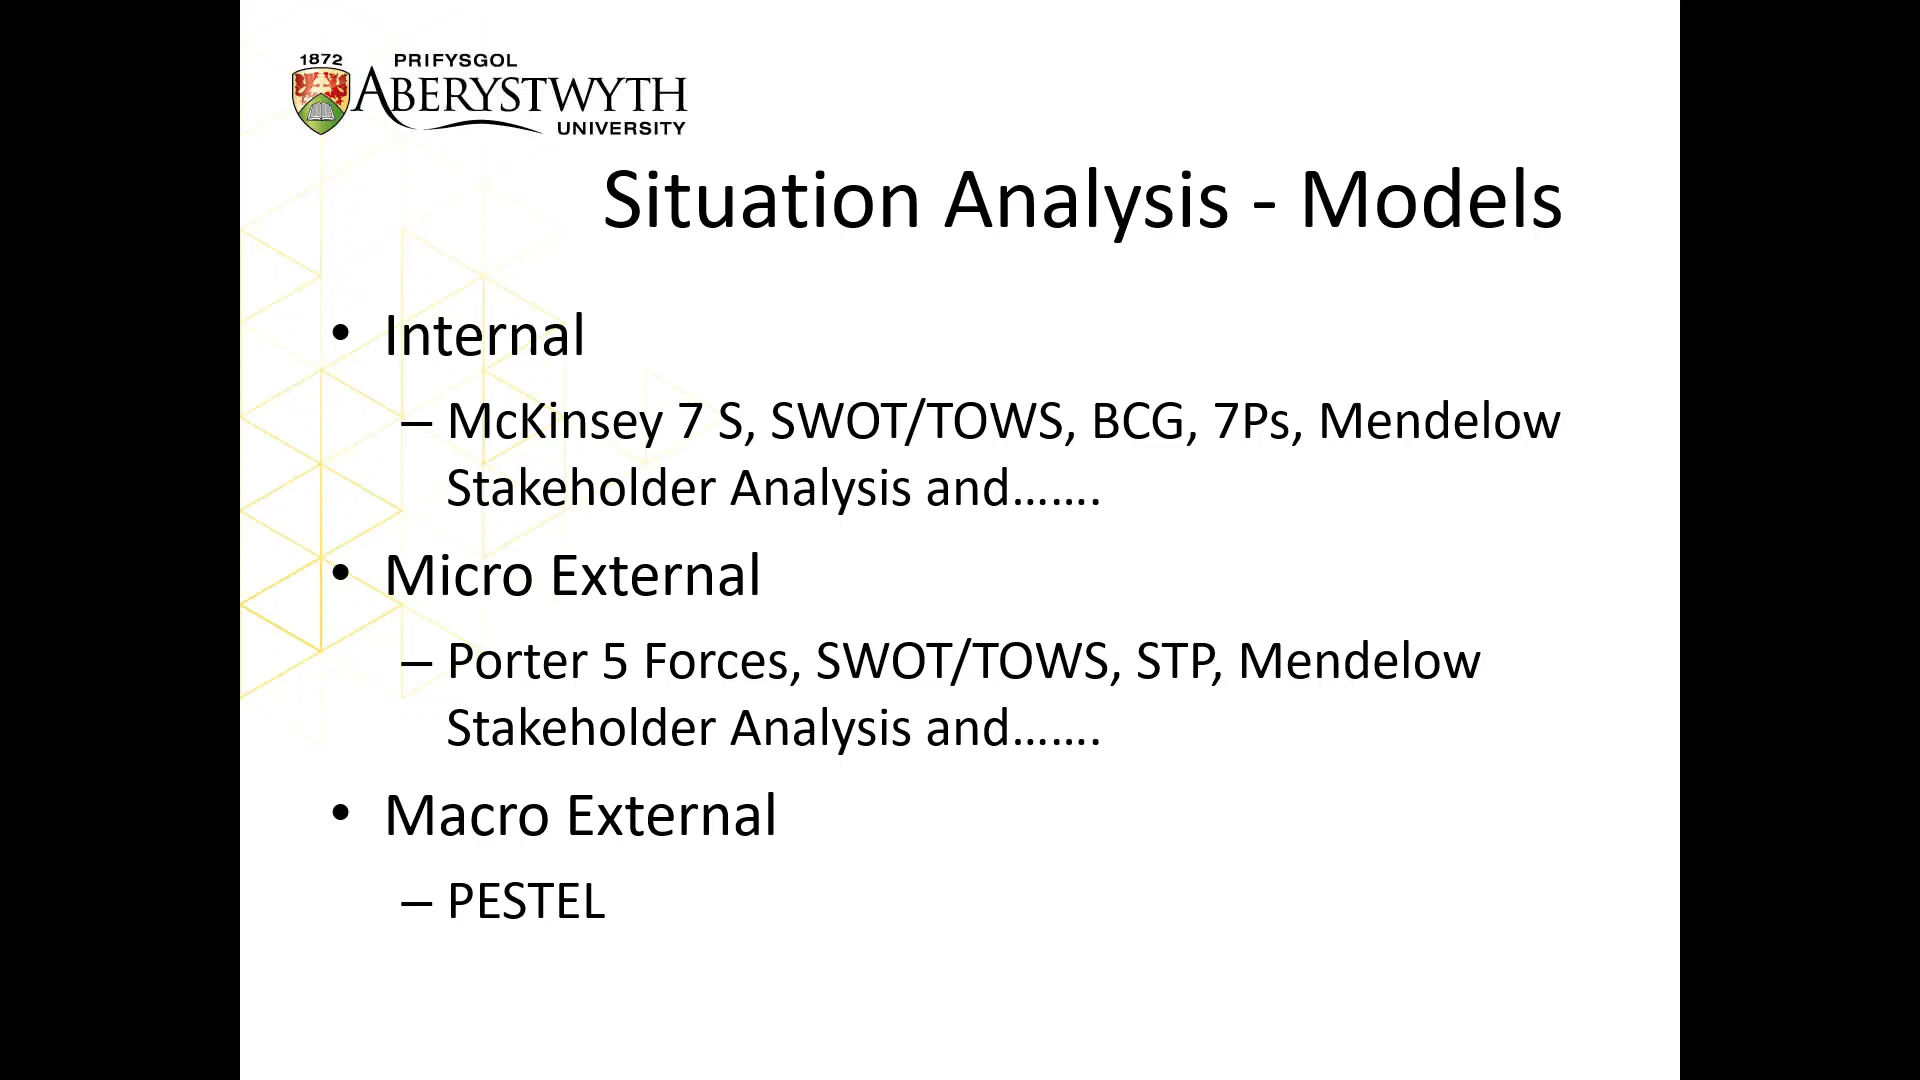 1872
PRIFYSGOL
ABERYSTWYTH
UNIVERSITY
Situation Analysis - Models
• Internal
– McKinsey 7 S, SWOT/TOWS, BCG, 7Ps, Mendelow
Stakeholder Analysis and…….
• Micro External
– Porter 5 Forces, SWOT/TOWS, STP, Mendelow
Stakeholder Analysis and…….
• Macro External
– PESTEL